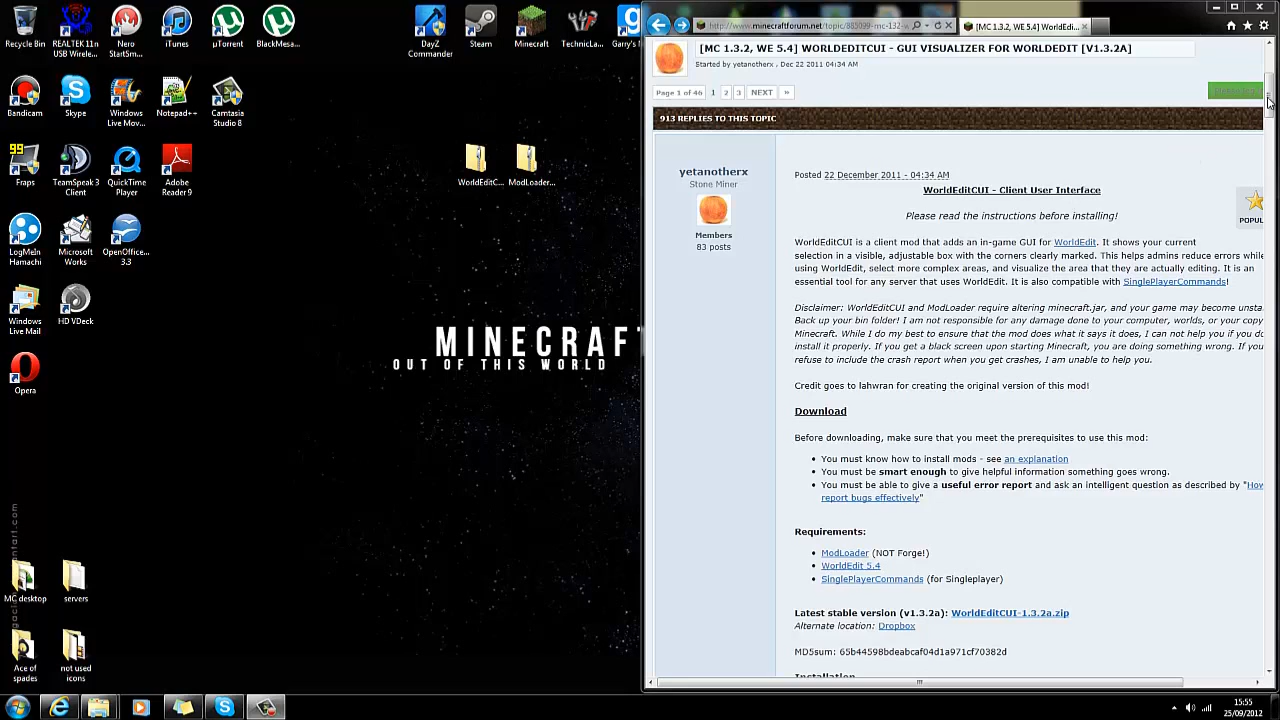 Recycle Bin
REALTEK 11n USB Wirele...
Nero StartSm...
iTunes
µTorrent
BlackMesa...
DayZ Commander
Steam
Minecraft
TechnicLa...
Garry's
Bandicam
Skype
Windows Live Mov...
Notepad++
Camtasia Studio 8
99
Fraps
TeamSpeak 3 Client
QuickTime Player
Adobe Reader 9
WorldEditC...
ModLoader...
LogMeIn Hamachi
Microsoft Works
OpenOffice... 3.3
Windows Live Mail
HD VDeck
Opera
MINECRAFT
OUT OF THIS WORLD
MC desktop
servers
Ace of spades
not used icons
http://www.minecraftforum.net/topic/885099-mc-132-w
[MC 1.3.2, WE 5.4] WorldEdi...
[MC 1.3.2, WE 5.4] WORLDEDITCUI - GUI VISUALIZER FOR WORLDEDIT [V1.3.2A]
Started by yetanotherx , Dec 22 2011 04:34 AM
Page 1 of 46 1 2 3 NEXT »
913 REPLIES TO THIS TOPIC
yetanotherx
Stone Miner
Members
83 posts
Posted 22 December 2011 - 04:34 AM
WorldEditCUI - Client User Interface
POPUL
Please read the instructions before installing!
WorldEditCUI is a client mod that adds an in-game GUI for WorldEdit. It shows your current
selection in a visible, adjustable box with the corners clearly marked. This helps admins reduce errors while
using WorldEdit, select more complex areas, and visualize the area that they are actually editing. It is an
essential tool for any server that uses WorldEdit. It is also compatible with SinglePlayerCommands!
Disclaimer: WorldEditCUI and ModLoader require altering minecraft.jar, and your game may become unsta
Back up your bin folder! I am not responsible for any damage done to your computer, worlds, or your copy
Minecraft. While I do my best to ensure that the mod does what it says it does, I can not help you if you do
install it properly. If you get a black screen upon starting Minecraft, you are doing something wrong. If you
refuse to include the crash report when you get crashes, I am unable to help you.
Credit goes to lahwran for creating the original version of this mod!
Download
Before downloading, make sure that you meet the prerequisites to use this mod:
• You must know how to install mods - see an explanation
• You must be smart enough to give helpful information something goes wrong.
• You must be able to give a useful error report and ask an intelligent question as described by "How
report bugs effectively"
Requirements:
• ModLoader (NOT Forge!)
• WorldEdit 5.4
• SinglePlayerCommands (for Singleplayer)
Latest stable version (v1.3.2a): WorldEditCUI-1.3.2a.zip
Alternate location: Dropbox
MD5sum: 65b44598bdeabcaf04d1a971cf70382d
Installation
15:55
25/09/2012